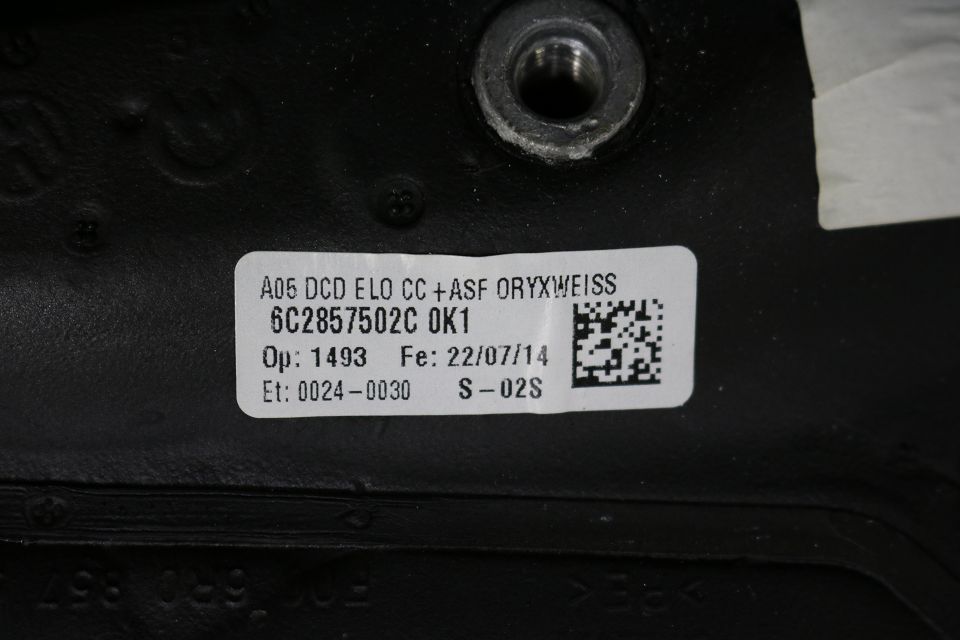 A05 DCD ELO CC +ASF ORYXWEISS
6C2857502C 0K1
Op: 1493 Fe: 22/07/14
Et: 0024-0030 S-02S